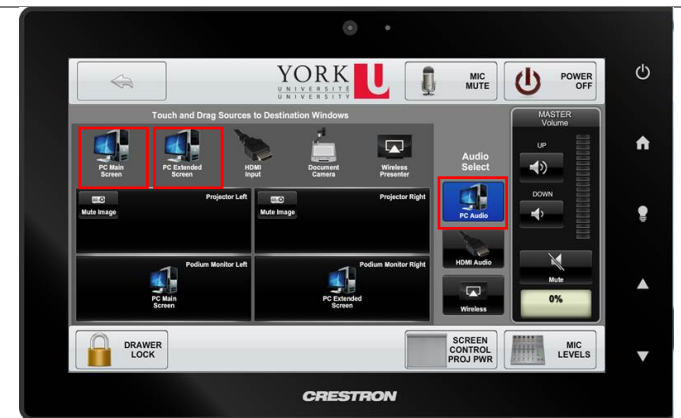 YORK U
UNIVERSITÉ
UNIVERSITY
MIC
MUTE
POWER
OFF
Touch and Drag Sources to Destination Windows
MASTER
Volume
PC Main
Screen
PC Extended
Screen
HDMI
Input
Document
Camera
Wireless
Presenter
Audio
Select
UP
PC Audio
DOWN
Projector Left
Mute Image
Projector Right
Mute Image
HDMI Audio
Podium Monitor Left
PC Main
Screen
Podium Monitor Right
PC Extended
Screen
Wireless
Mute
0%
DRAWER
LOCK
SCREEN
CONTROL
PROJ PWR
MIC
LEVELS
CRESTRON